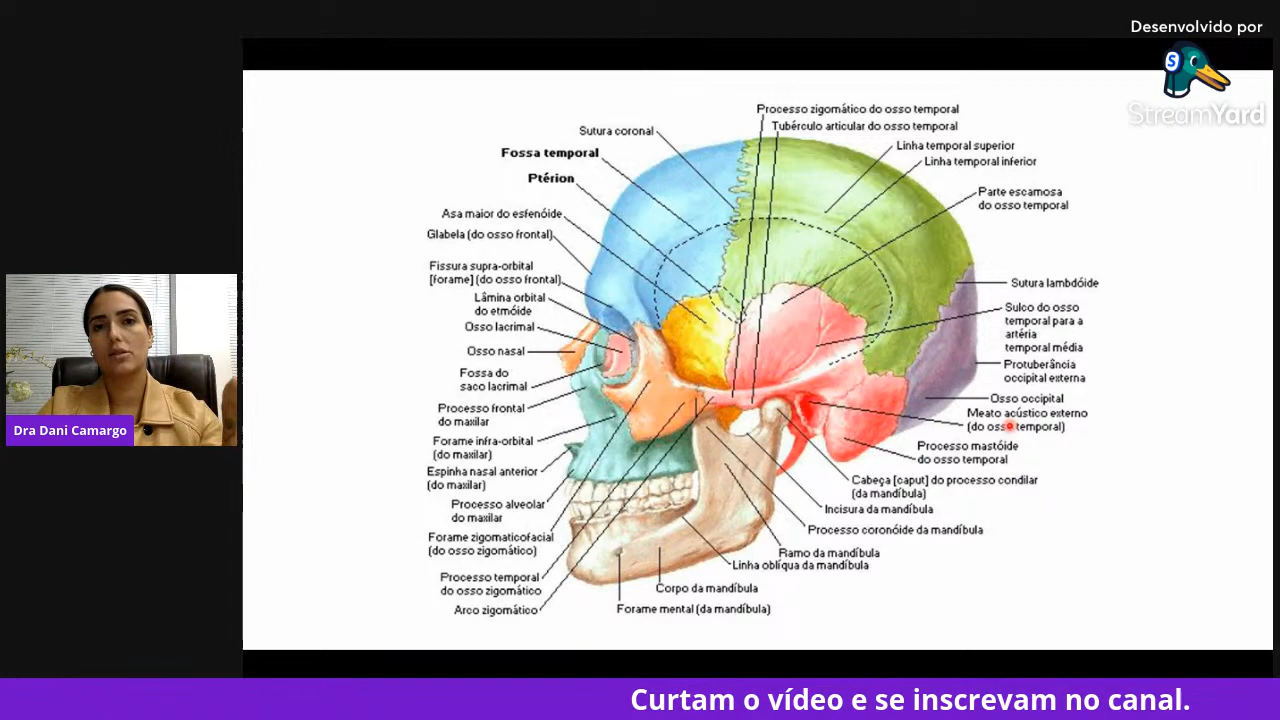 Desenvolvido por
S
StreamYard
Processo zigomático do osso temporal
Tubérculo articular do osso temporal
Sutura coronal
Fossa temporal
Ptérion
Asa maior do esfenóide
Glabela (do osso frontal)
Fissura supra-orbital
[forame] (do osso frontal)
Lâmina orbital
do etmóide
Osso lacrimal
Osso nasal
Fossa do
saco lacrimal
Processo frontal
do maxilar
Forame infra-orbital
(do maxilar)
Espinha nasal anterior
(do maxilar)
Processo alveolar
do maxilar
Forame zigomaticofacial
(do osso zigomático)
Processo temporal
do osso zigomático
Arco zigomático
Linha temporal superior
Linha temporal inferior
Parte escamosa
do osso temporal
Sutura lambdóide
Sulco do osso
temporal para a
artéria
temporal média
Protuberância
occipital externa
Osso occipital
Meato acústico externo
(do osso temporal)
Processo mastóide
do osso temporal
Cabeça [caput] do processo condilar
(da mandíbula)
Incisura da mandíbula
Processo coronóide da mandíbula
Ramo da mandíbula
Linha oblíqua da mandíbula
Corpo da mandíbula
Forame mental (da mandíbula)
Dra Dani Camargo
Curtam o vídeo e se inscrevam no canal.